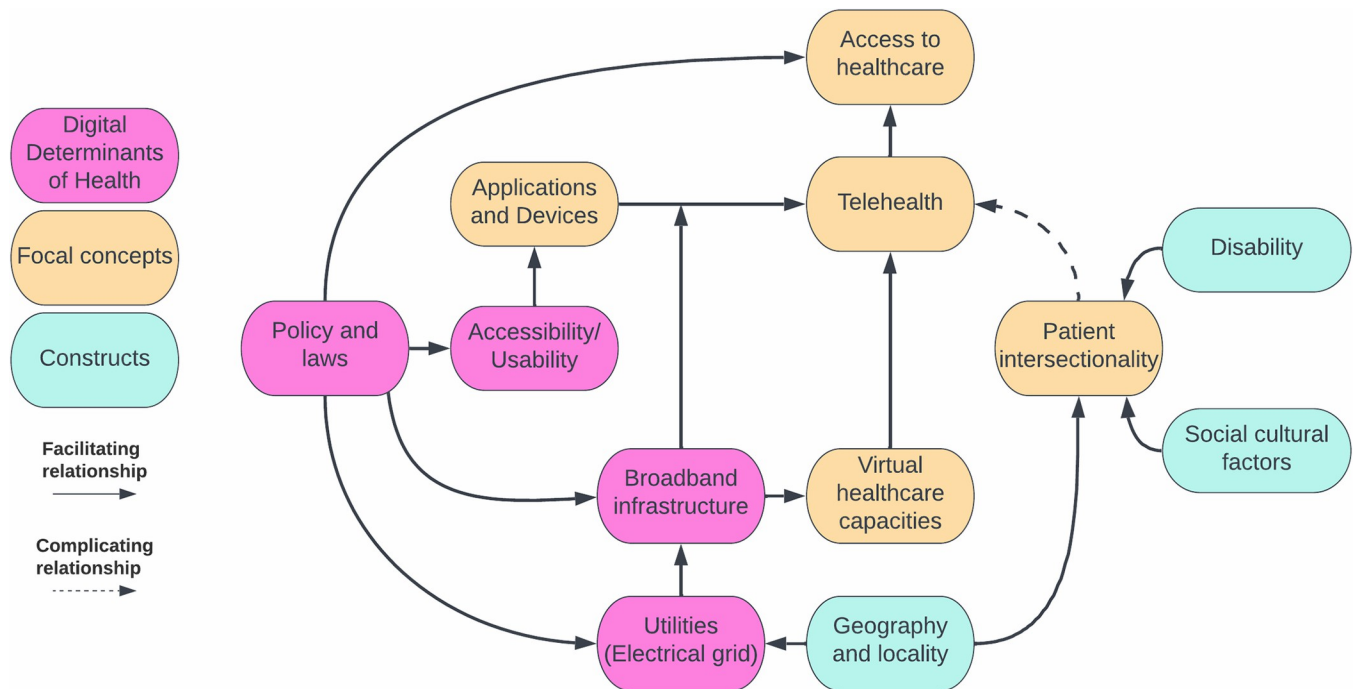 Digital
Determinants
of Health
Focal concepts
Constructs
Facilitating
relationship
Complicating
relationship
Access to
healthcare
Applications
and Devices
Telehealth
Disability
Policy and
laws
Accessibility/
Usability
Patient
intersectionality
Social cultural
factors
Broadband
infrastructure
Virtual
healthcare
capacities
Utilities
(Electrical grid)
Geography
and locality